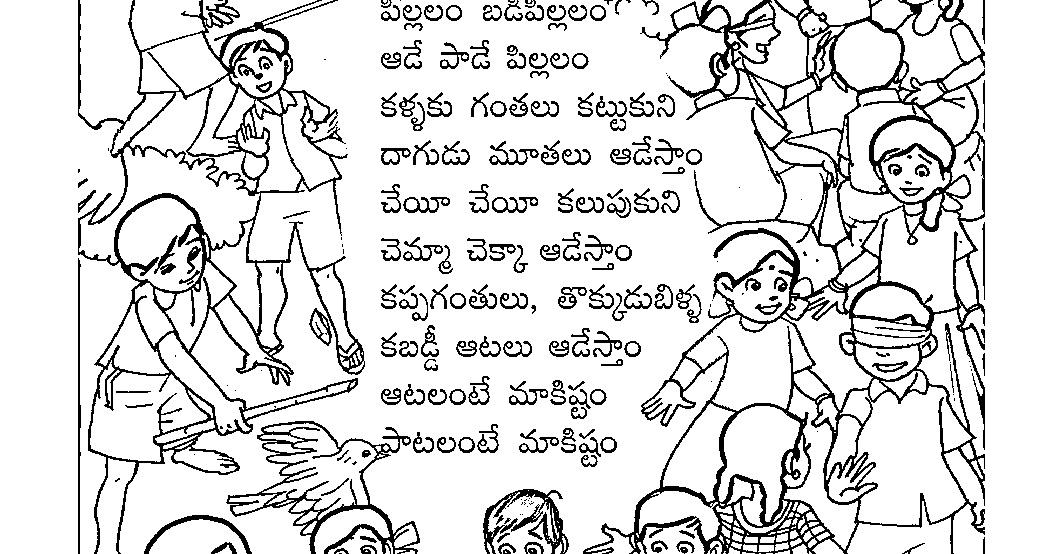 పిల్లలం బడిపిల్లలం
ఆడే పాడే పిల్లలం
కళ్ళకు గంతలు కట్టుకుని
దాగుడు మూతలు ఆడేస్తాం
చేయీ చేయీ కలుపుకుని
చెమ్మా చెక్కా ఆడేస్తాం
కప్పగంతులు, తొక్కుడుబిళ్ళ
కబడ్డీ ఆటలు ఆడేస్తాం
ఆటలంటే మాకిష్టం
పాటలంటే మాకిష్టం